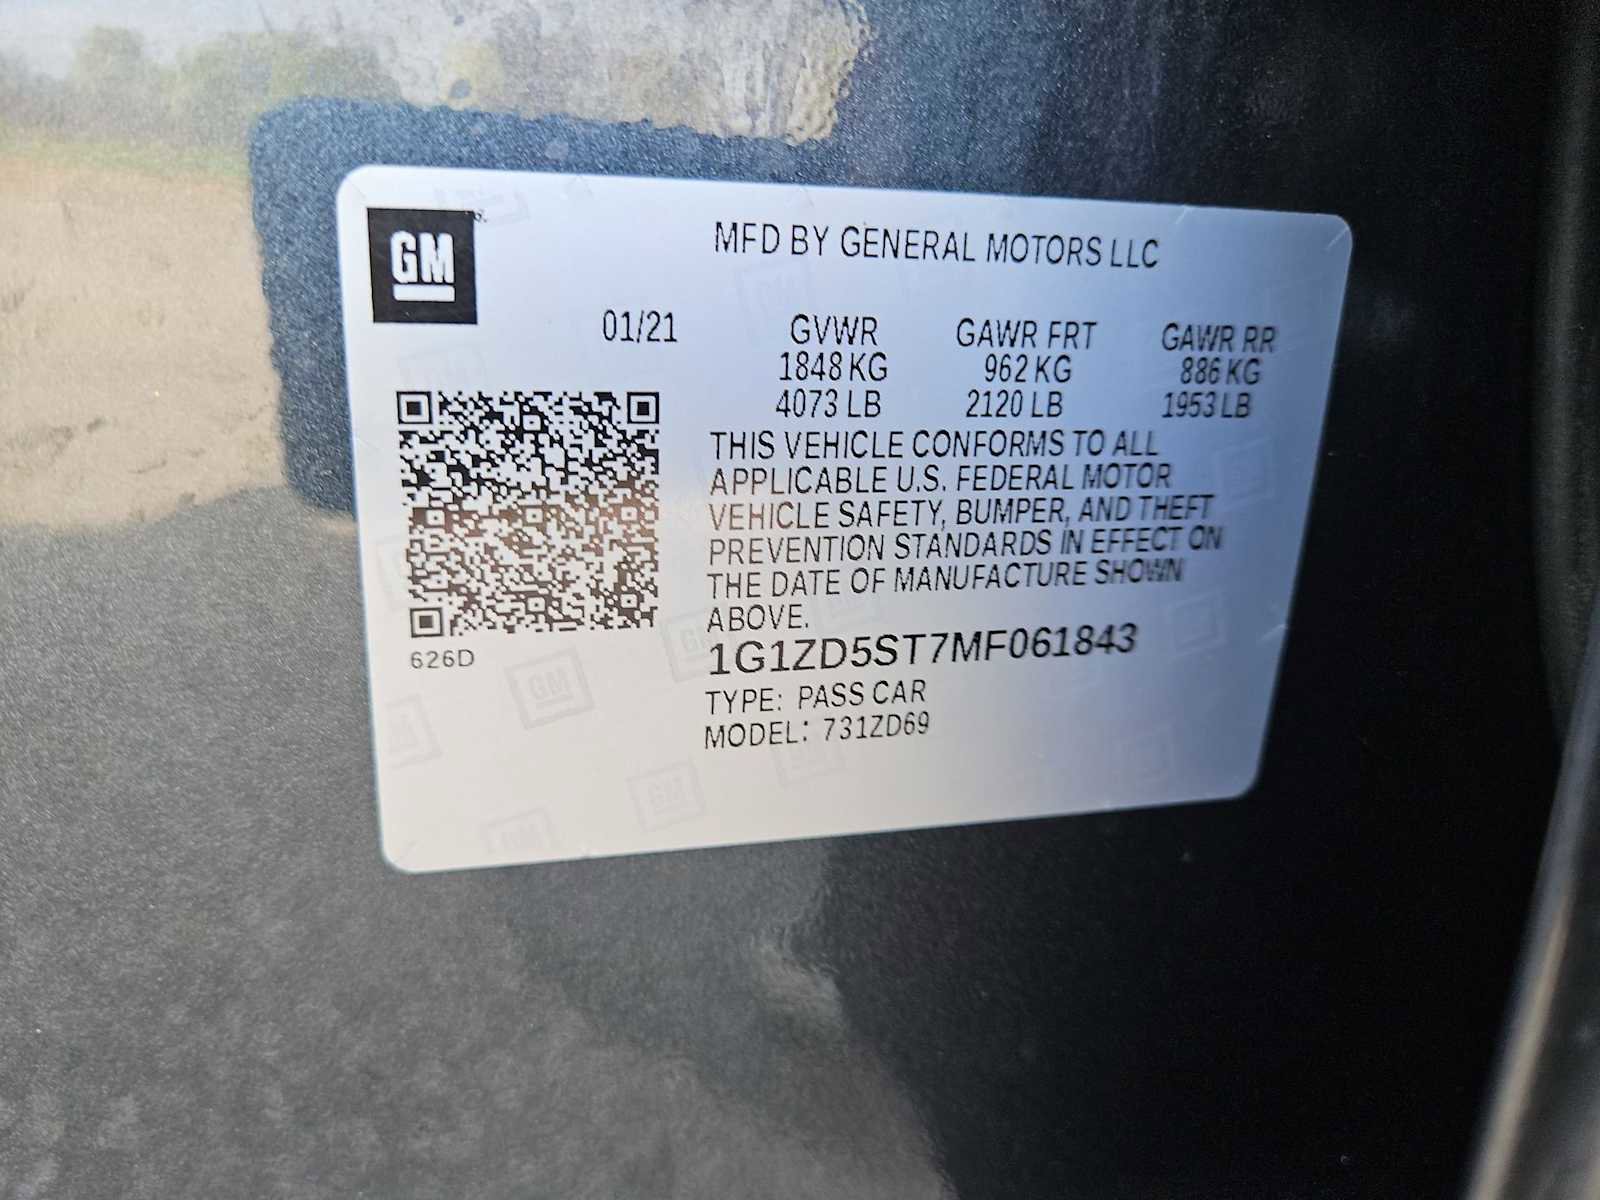 GM
MFD BY GENERAL MOTORS LLC
01/21 GVWR GAWR FRT GAWR RR
1848 KG 962 KG 886 KG
4073 LB 2120 LB 1953 LB
THIS VEHICLE CONFORMS TO ALL
APPLICABLE U.S. FEDERAL MOTOR
VEHICLE SAFETY, BUMPER, AND THEFT
PREVENTION STANDARDS IN EFFECT ON
THE DATE OF MANUFACTURE SHOWN
ABOVE.
626D
1G1ZD5ST7MF061843
TYPE: PASS CAR
MODEL: 731ZD69